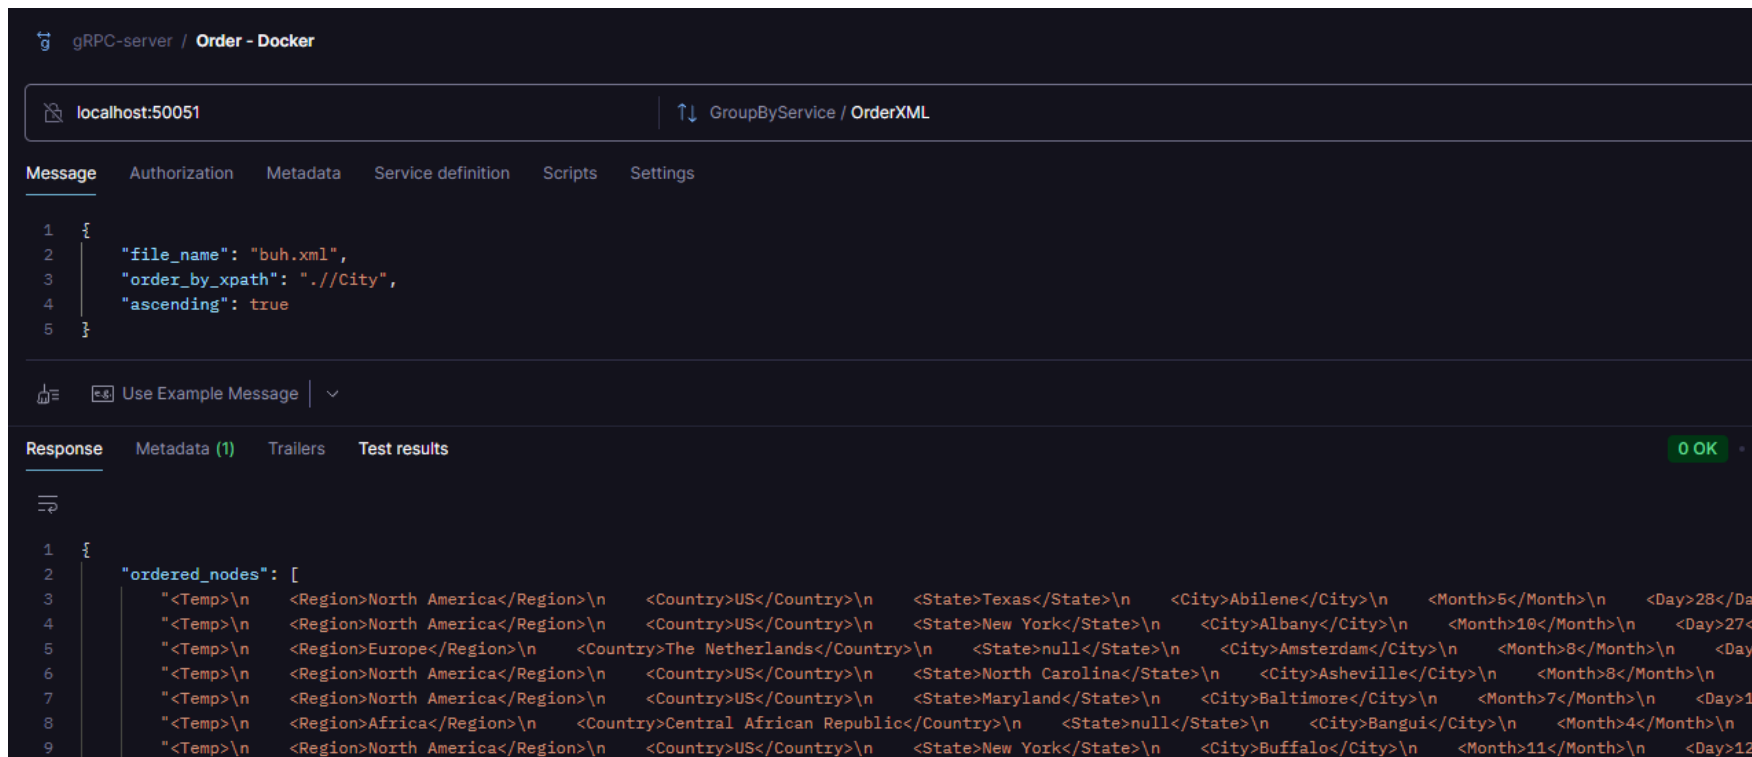 gRPC-server / Order - Docker
localhost:50051 GroupByService / OrderXML
Message Authorization Metadata Service definition Scripts Settings
1 {
2 "file_name": "buh.xml",
3 "order_by_xpath": ".//City",
4 "ascending": true
5 }
e.g. Use Example Message
Response Metadata (1) Trailers Test results 0 OK
1 {
2 "ordered_nodes": [
3 "<Temp>\n    <Region>North America</Region>\n    <Country>US</Country>\n    <State>Texas</State>\n    <City>Abilene</City>\n    <Month>5</Month>\n    <Day>28</Da
4 "<Temp>\n    <Region>North America</Region>\n    <Country>US</Country>\n    <State>New York</State>\n    <City>Albany</City>\n    <Month>10</Month>\n    <Day>27<
5 "<Temp>\n    <Region>Europe</Region>\n    <Country>The Netherlands</Country>\n    <State>null</State>\n    <City>Amsterdam</City>\n    <Month>8</Month>\n    <Day
6 "<Temp>\n    <Region>North America</Region>\n    <Country>US</Country>\n    <State>North Carolina</State>\n    <City>Asheville</City>\n    <Month>8</Month>\n
7 "<Temp>\n    <Region>North America</Region>\n    <Country>US</Country>\n    <State>Maryland</State>\n    <City>Baltimore</City>\n    <Month>7</Month>\n    <Day>1
8 "<Temp>\n    <Region>Africa</Region>\n    <Country>Central African Republic</Country>\n    <State>null</State>\n    <City>Bangui</City>\n    <Month>4</Month>\n
9 "<Temp>\n    <Region>North America</Region>\n    <Country>US</Country>\n    <State>New York</State>\n    <City>Buffalo</City>\n    <Month>11</Month>\n    <Day>12